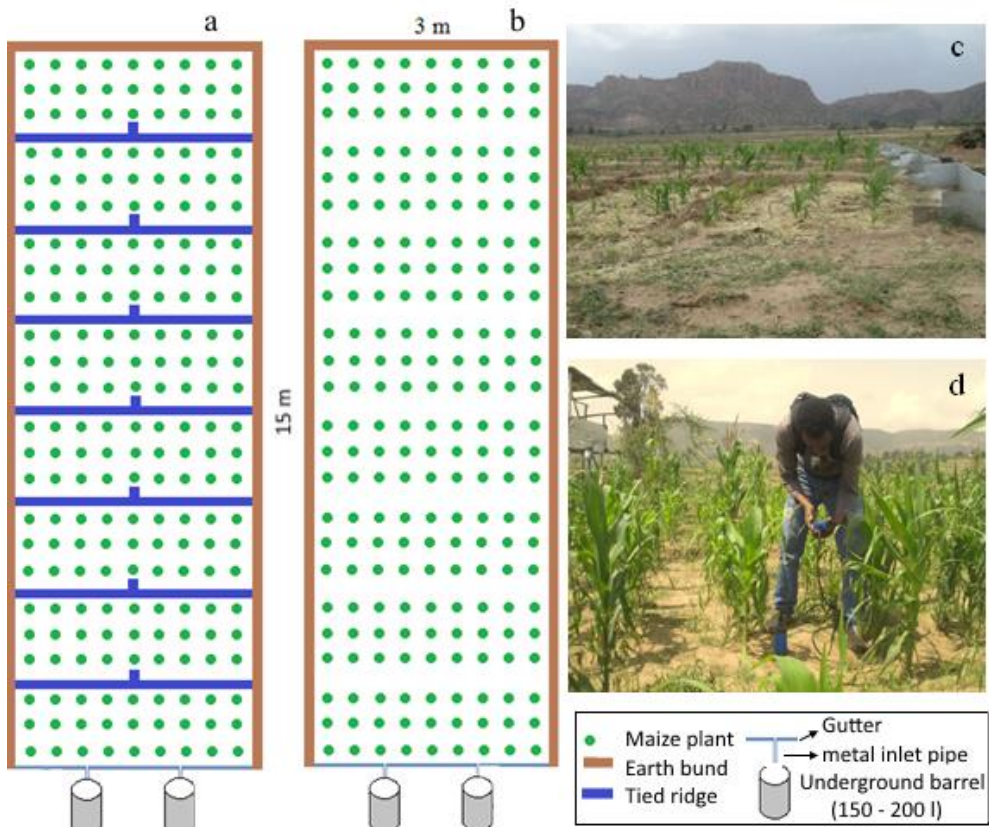 a
3 m
b
15 m
c
d
Maize plant
Earth bund
Tied ridge
Gutter
metal inlet pipe
Underground barrel
(150 - 200 l)